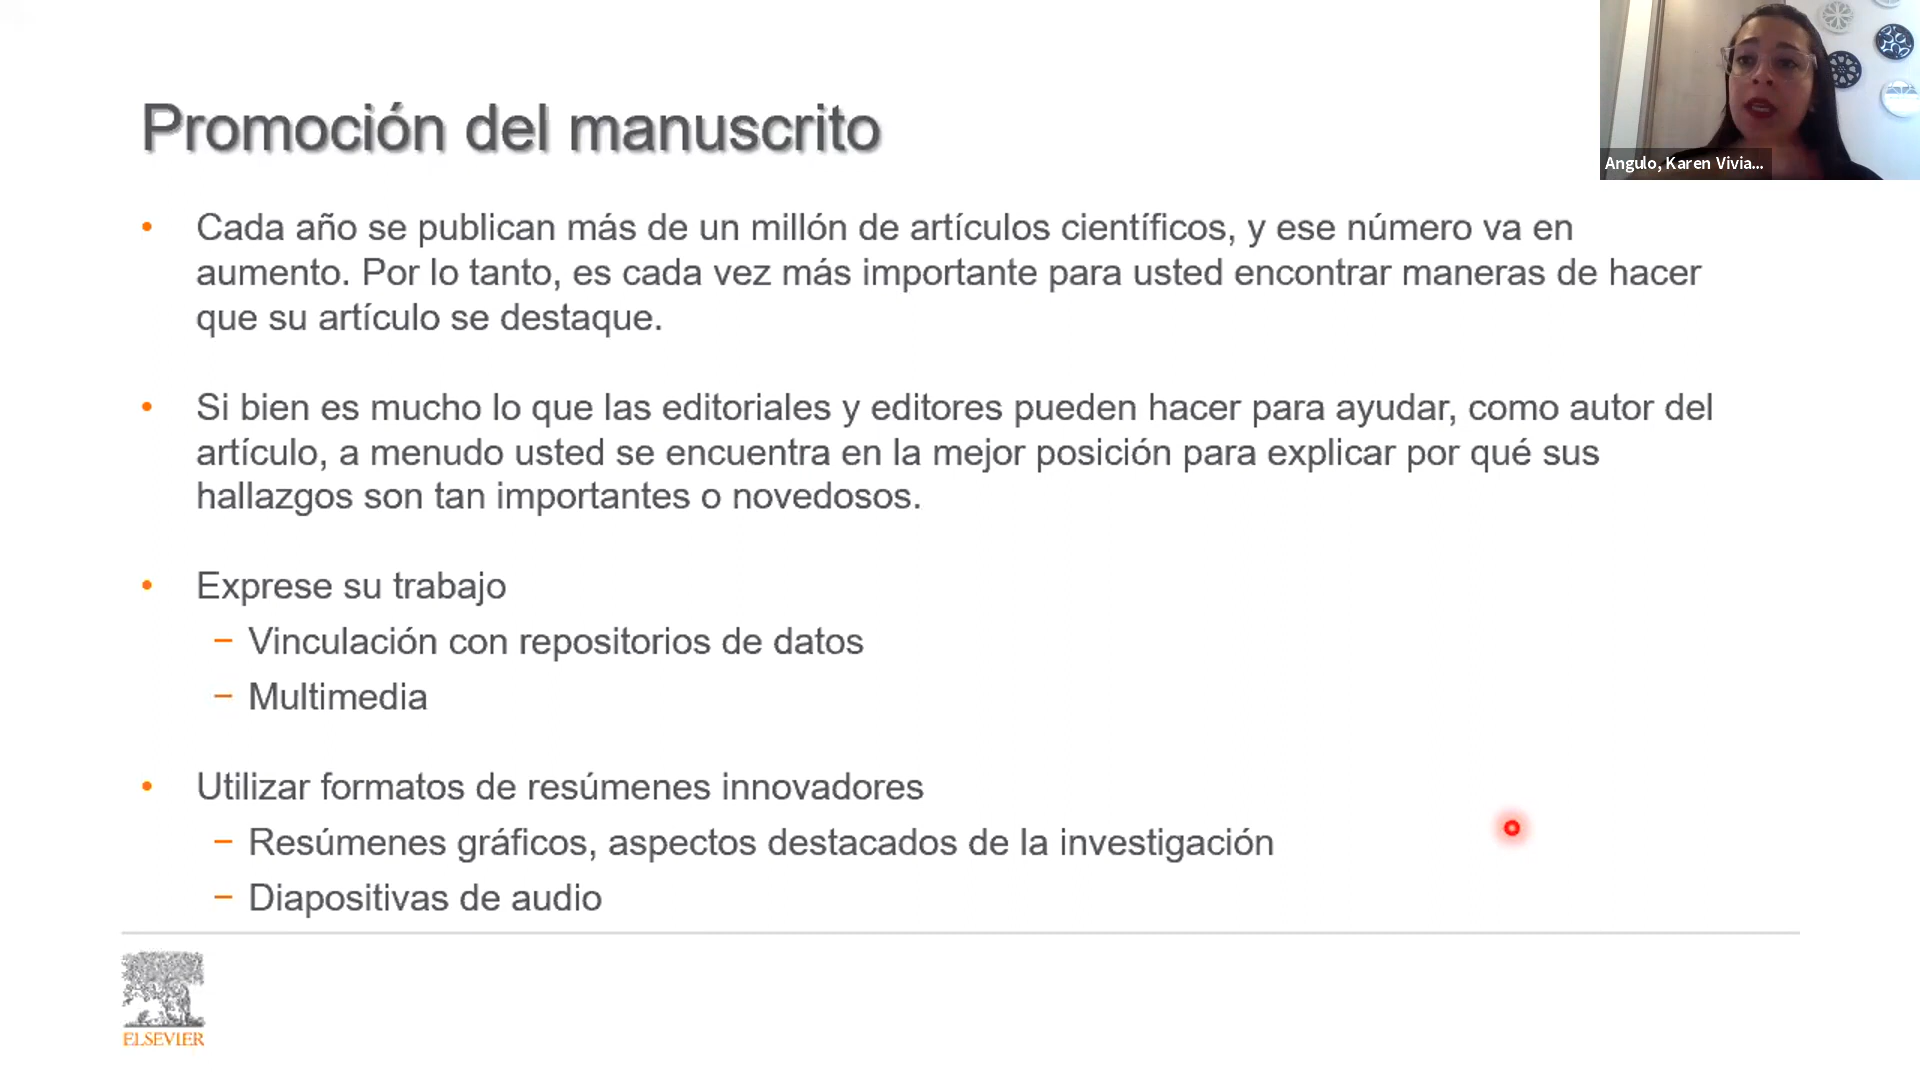 Promoción del manuscrito
Angulo, Karen Vivia...
• Cada año se publican más de un millón de artículos científicos, y ese número va en
aumento. Por lo tanto, es cada vez más importante para usted encontrar maneras de hacer
que su artículo se destaque.
• Si bien es mucho lo que las editoriales y editores pueden hacer para ayudar, como autor del
artículo, a menudo usted se encuentra en la mejor posición para explicar por qué sus
hallazgos son tan importantes o novedosos.
• Exprese su trabajo
− Vinculación con repositorios de datos
− Multimedia
• Utilizar formatos de resúmenes innovadores
− Resúmenes gráficos, aspectos destacados de la investigación
− Diapositivas de audio
ELSEVIER